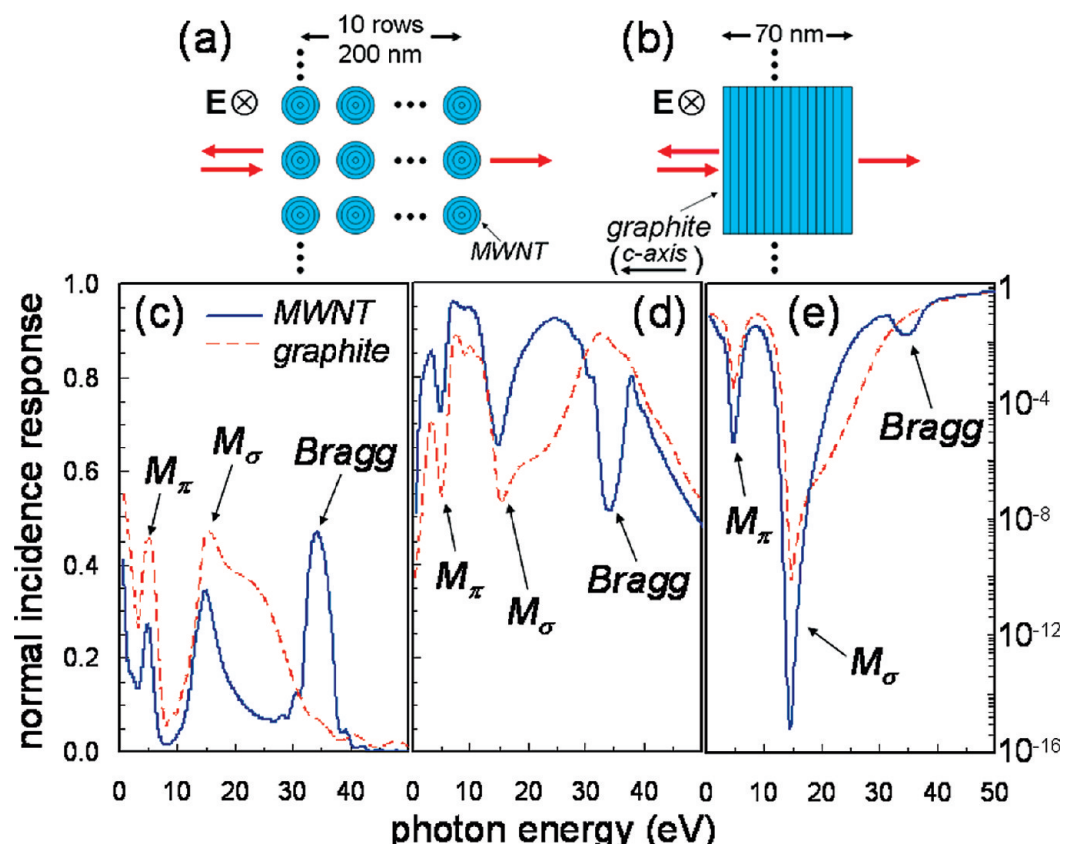 (a)
10 rows
200 nm
E⊗
MWNT
(b)
70 nm
E⊗
graphite
(c-axis)
normal incidence response
1.0
0.8
0.6
0.4
0.2
0.0
(c)
MWNT
graphite
Mπ
Mσ
Bragg
(d)
Mπ
Mσ
Bragg
(e)
Mπ
Mσ
Bragg
1
10-4
10-8
10-12
10-16
0 10 20 30 40 0 10 20 30 40 0 10 20 30 40 50
photon energy (eV)